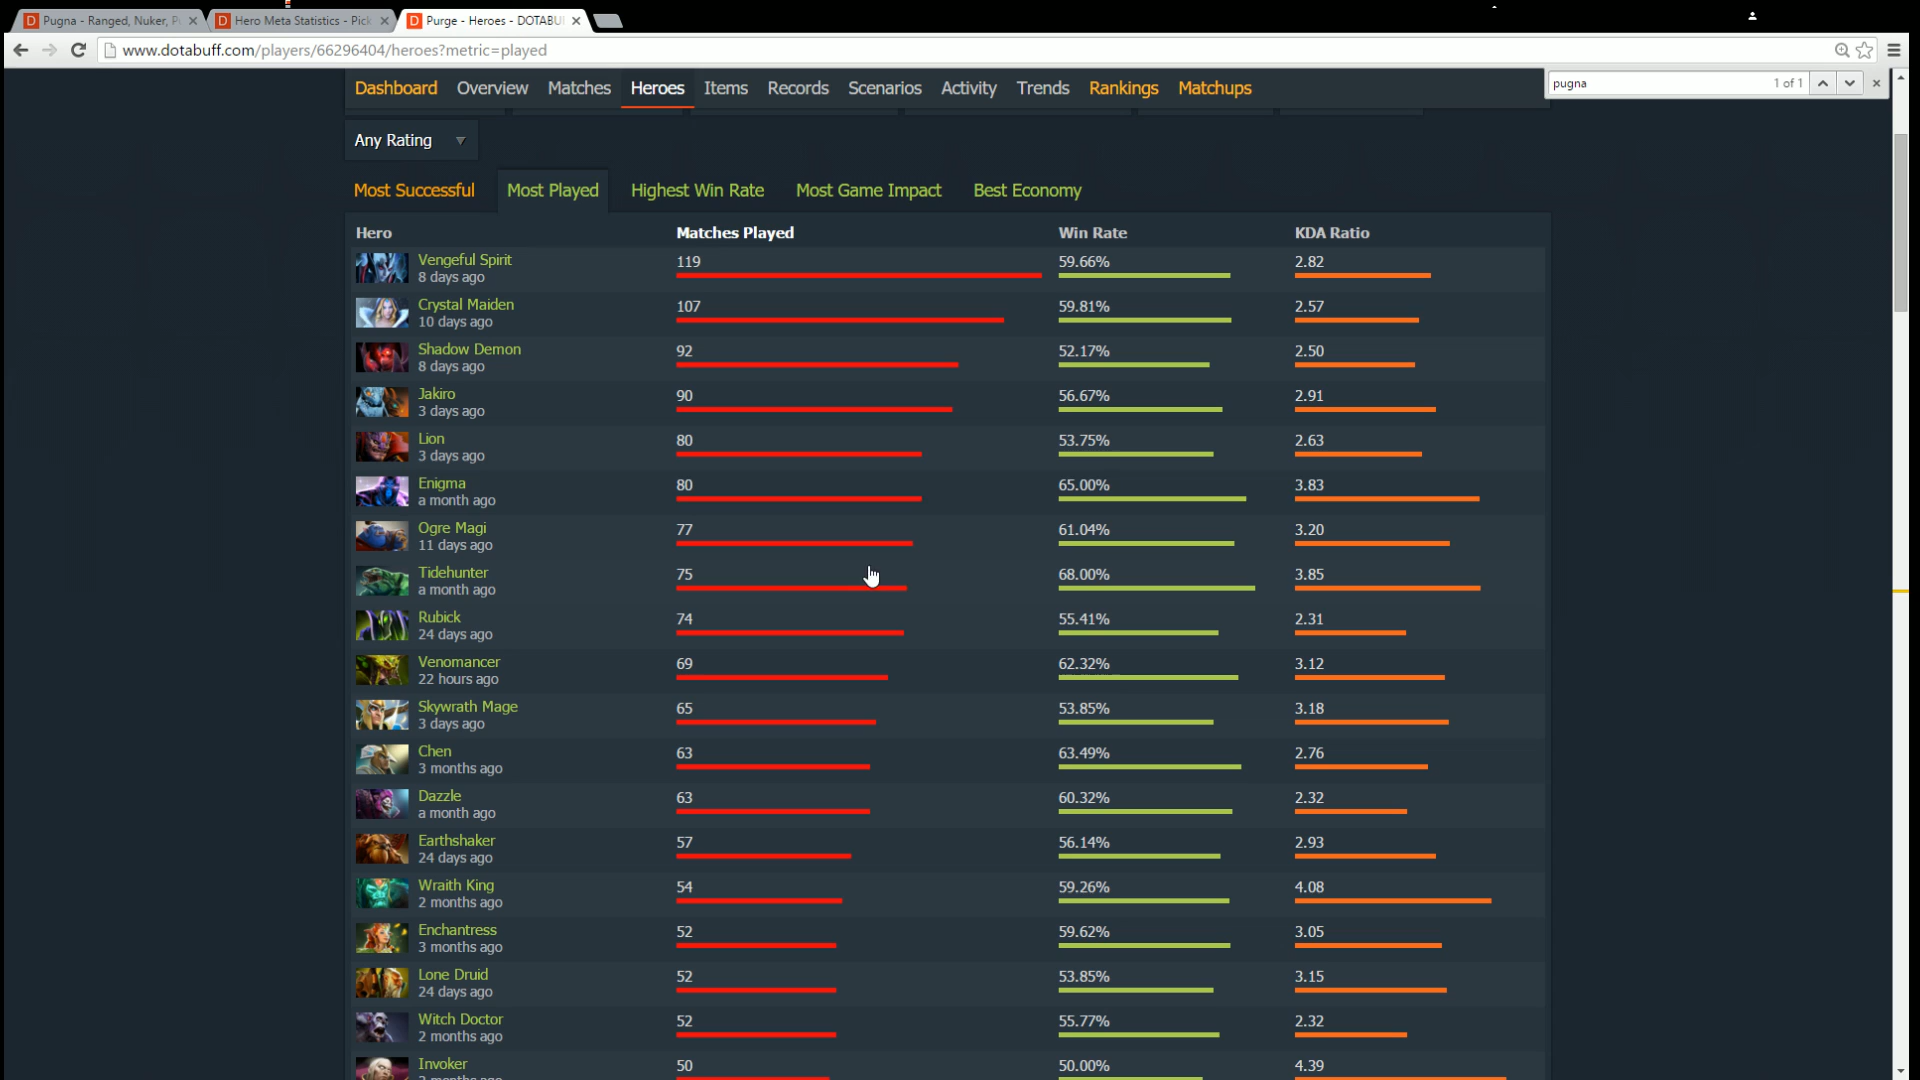 Pugna - Ranged, Nuker, P
Hero Meta Statistics - Pick
Purge - Heroes - DOTABU
www.dotabuff.com/players/66296404/heroes?metric=played
pugna 1 of 1
Dashboard Overview Matches Heroes Items Records Scenarios Activity Trends Rankings Matchups
Any Rating
Most Successful Most Played Highest Win Rate Most Game Impact Best Economy
Hero Matches Played Win Rate KDA Ratio
Vengeful Spirit 119 59.66% 2.82
8 days ago
Crystal Maiden 107 59.81% 2.57
10 days ago
Shadow Demon 92 52.17% 2.50
8 days ago
Jakiro 90 56.67% 2.91
3 days ago
Lion 80 53.75% 2.63
3 days ago
Enigma 80 65.00% 3.83
a month ago
Ogre Magi 77 61.04% 3.20
11 days ago
Tidehunter 75 68.00% 3.85
a month ago
Rubick 74 55.41% 2.31
24 days ago
Venomancer 69 62.32% 3.12
22 hours ago
Skywrath Mage 65 53.85% 3.18
3 days ago
Chen 63 63.49% 2.76
3 months ago
Dazzle 63 60.32% 2.32
a month ago
Earthshaker 57 56.14% 2.93
24 days ago
Wraith King 54 59.26% 4.08
2 months ago
Enchantress 52 59.62% 3.05
3 months ago
Lone Druid 52 53.85% 3.15
24 days ago
Witch Doctor 52 55.77% 2.32
2 months ago
Invoker 50 50.00% 4.39